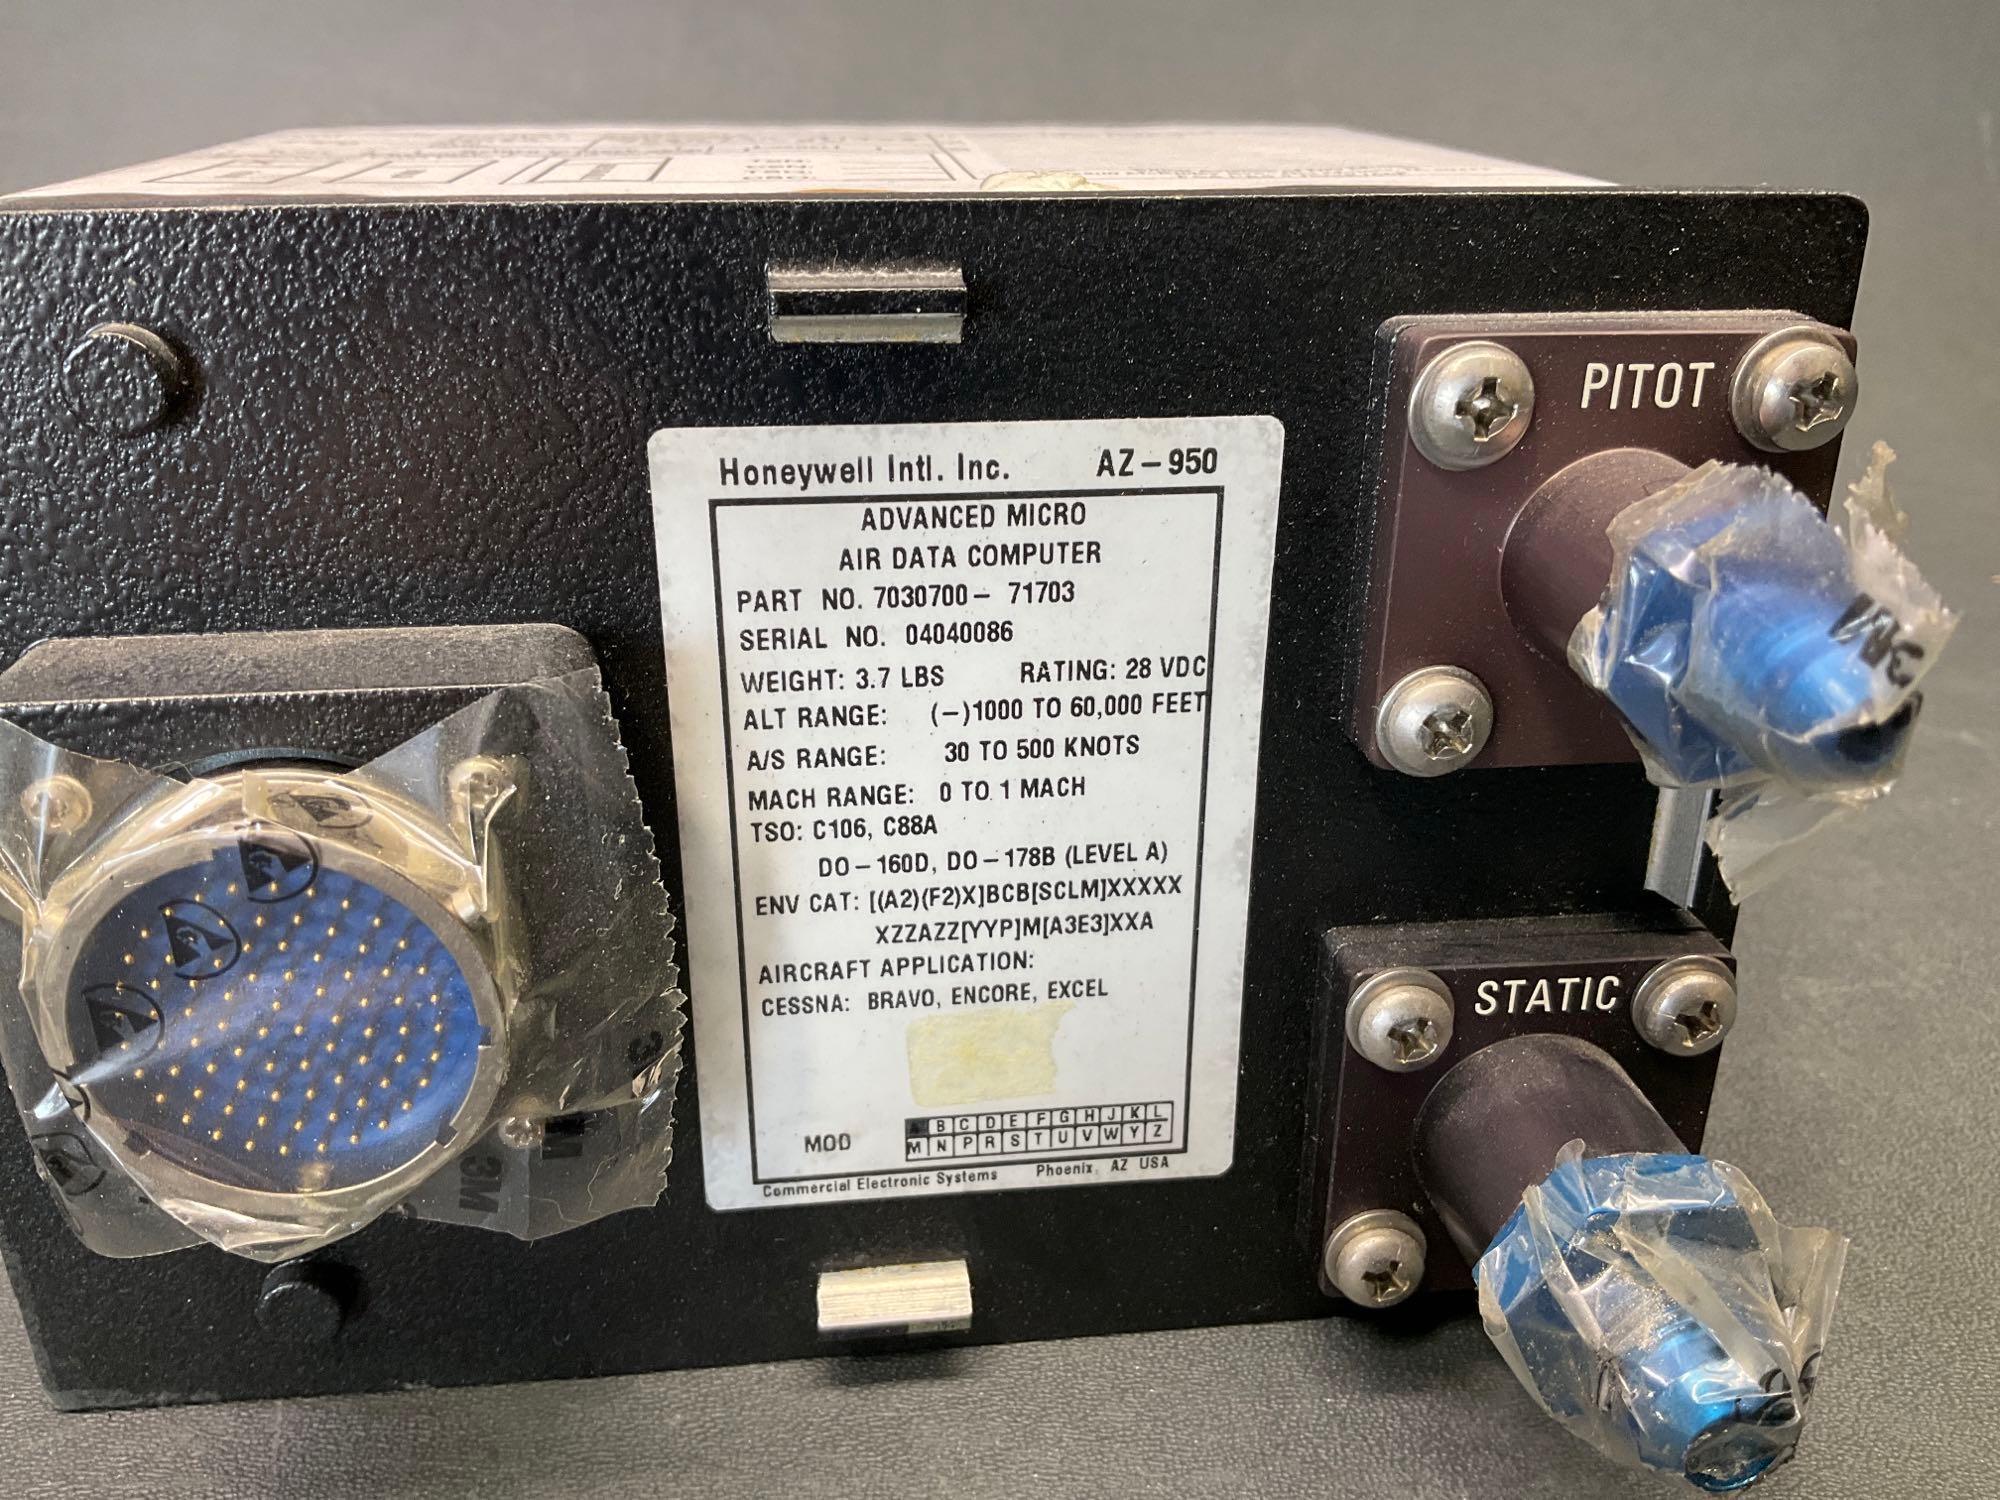 TSN:
Honeywell Intl. Inc. AZ-950
ADVANCED MICRO
AIR DATA COMPUTER
PART NO. 7030700- 71703
SERIAL NO. 04040086
WEIGHT: 3.7 LBS RATING: 28 VDC
ALT RANGE: (-)1000 TO 60,000 FEET
A/S RANGE: 30 TO 500 KNOTS
MACH RANGE: 0 TO 1 MACH
TSO: C106, C88A
DO-160D, DO-178B (LEVEL A)
ENV CAT: [(A2)(F2)X]BCB[SCLM]XXXXX
XZZAZZ[YYP]M[A3E3]XXA
AIRCRAFT APPLICATION:
CESSNA: BRAVO, ENCORE, EXCEL
MOD
A B C D E F G H J K L
M N P R S T U V W Y Z
Commercial Electronic Systems Phoenix, AZ USA
PITOT
3M
STATIC
3M